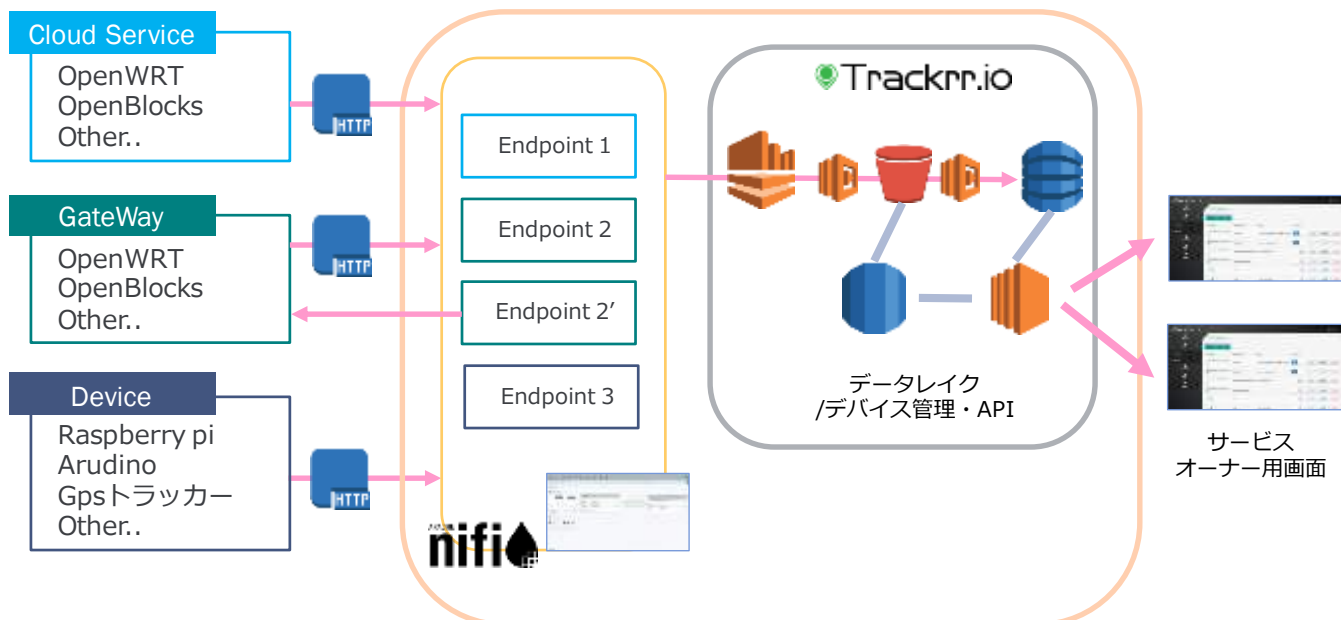 Cloud Service
OpenWRT
OpenBlocks
Other..
HTTP
GateWay
OpenWRT
OpenBlocks
Other..
HTTP
Device
Raspberry pi
Arudino
Gpsトラッカー
Other..
HTTP
Endpoint 1
Endpoint 2
Endpoint 2’
Endpoint 3
nifi
Trackrr.io
データレイク
/デバイス管理・API
サービス
オーナー用画面